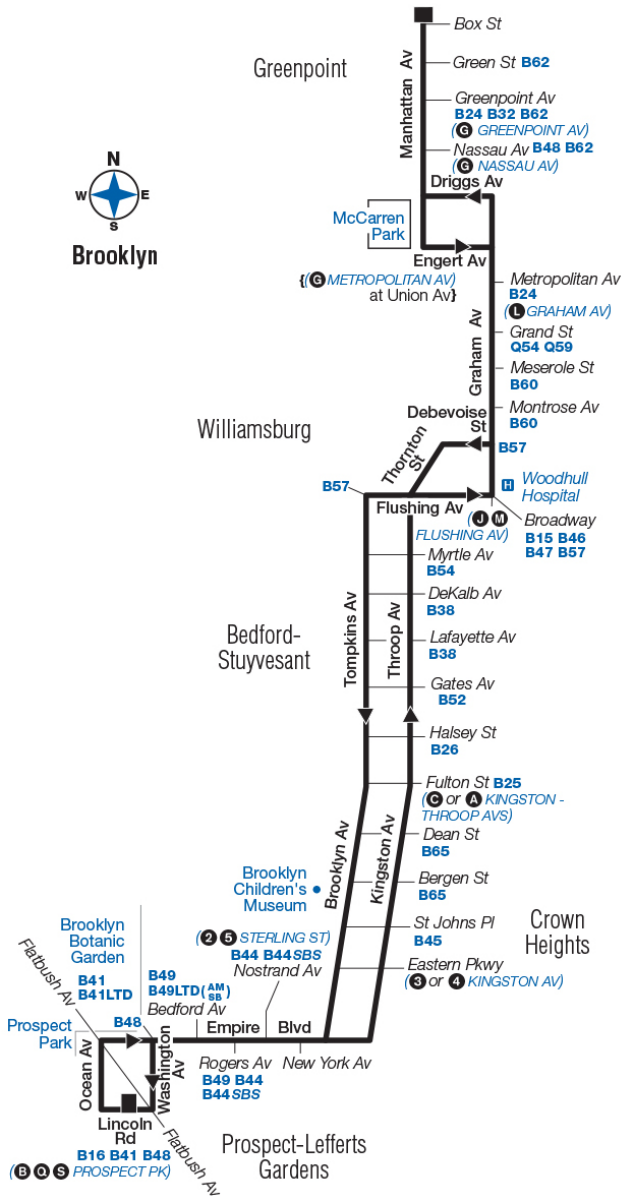 Box St
Greenpoint
Manhattan Av
Green St B62
Greenpoint Av
B24 B32 B62
(G GREENPOINT AV)
Nassau Av B48 B62
(G NASSAU AV)
Driggs Av
N
W E
S
Brooklyn
McCarren
Park
Engert Av
{(G METROPOLITAN AV)
at Union Av}
Metropolitan Av
B24
(L GRAHAM AV)
Graham Av
Grand St
Q54 Q59
Meserole St
B60
Montrose Av
B60
Debevoise
St
Williamsburg
Thornton
St
B57
B57
H Woodhull
Hospital
Flushing Av
(J M
FLUSHING AV)
Broadway
B15 B46
B47 B57
Myrtle Av
B54
DeKalb Av
B38
Tompkins Av
Throop Av
Bedford-
Stuyvesant
Lafayette Av
B38
Gates Av
B52
Halsey St
B26
Fulton St B25
(C or A KINGSTON -
THROOP AVS)
Brooklyn Av
Kingston Av
Dean St
B65
Brooklyn
Children's
Museum
Bergen St
B65
St Johns Pl
B45
Crown
Heights
Eastern Pkwy
(3 or 4 KINGSTON AV)
(2 5 STERLING ST)
B44 B44SBS
Nostrand Av
Brooklyn
Botanic
Garden
Flatbush Av
B41
B41LTD
B49
B49LTD(AM
SB)
Bedford Av
B48
Prospect
Park
Empire Blvd
Ocean Av
Washington
Av
Rogers Av
B49 B44
B44SBS
New York Av
Lincoln
Rd
Flatbush Av
B16 B41 B48
(B Q S PROSPECT PK)
Prospect-Lefferts
Gardens